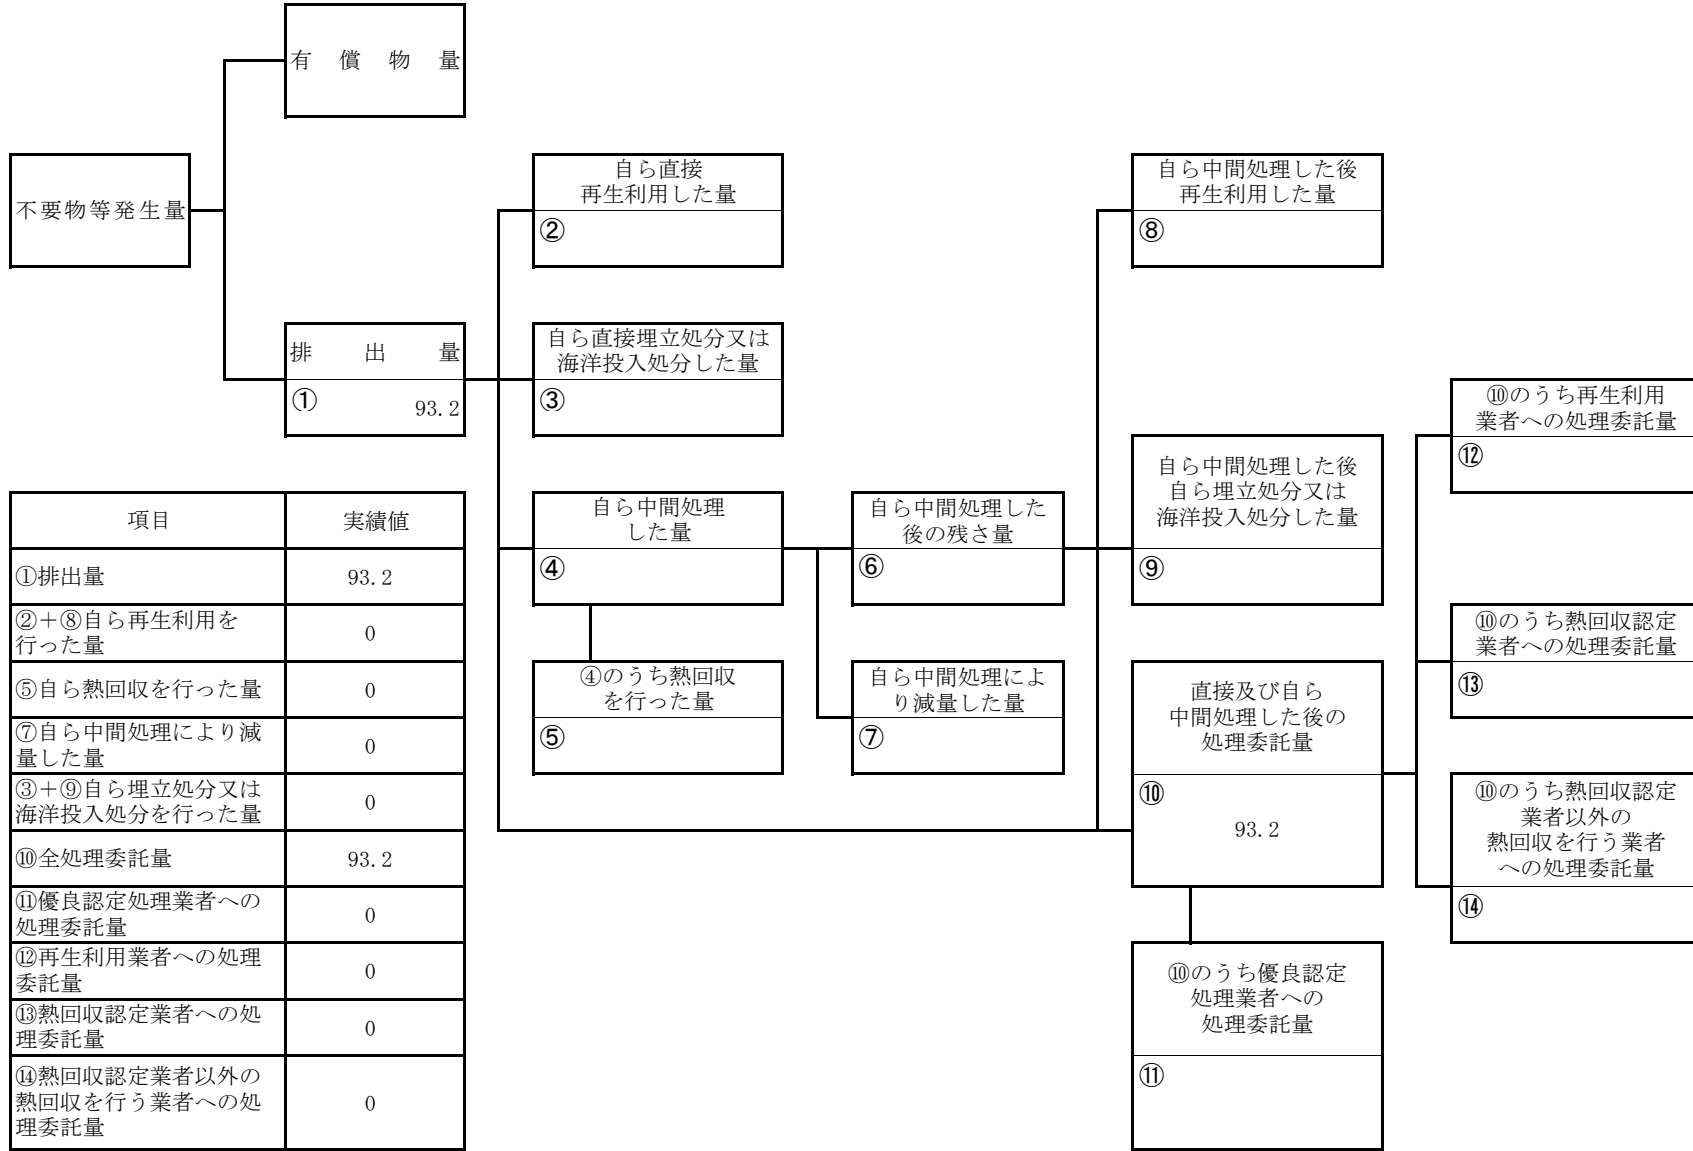 有償物量
不要物等発生量
排出量
①
93.2
自ら直接
再生利用した量
②
自ら直接埋立処分又は
海洋投入処分した量
③
自ら中間処理
した量
④
④のうち熱回収
を行った量
⑤
自ら中間処理した
後の残さ量
⑥
自ら中間処理によ
り減量した量
⑦
自ら中間処理した後
再生利用した量
⑧
自ら中間処理した後
自ら埋立処分又は
海洋投入処分した量
⑨
直接及び自ら
中間処理した後の
処理委託量
⑩
93.2
⑩のうち優良認定
処理業者への
処理委託量
⑪
⑩のうち再生利用
業者への処理委託量
⑫
⑩のうち熱回収認定
業者への処理委託量
⑬
⑩のうち熱回収認定
業者以外の
熱回収を行う業者
への処理委託量
⑭
項目 実績値
①排出量 93.2
②＋⑧自ら再生利用を
行った量 0
⑤自ら熱回収を行った量 0
⑦自ら中間処理により減
量した量 0
③＋⑨自ら埋立処分又は
海洋投入処分を行った量 0
⑩全処理委託量 93.2
⑪優良認定処理業者への
処理委託量 0
⑫再生利用業者への処理
委託量 0
⑬熱回収認定業者への処
理委託量 0
⑭熱回収認定業者以外の
熱回収を行う業者への処
理委託量 0